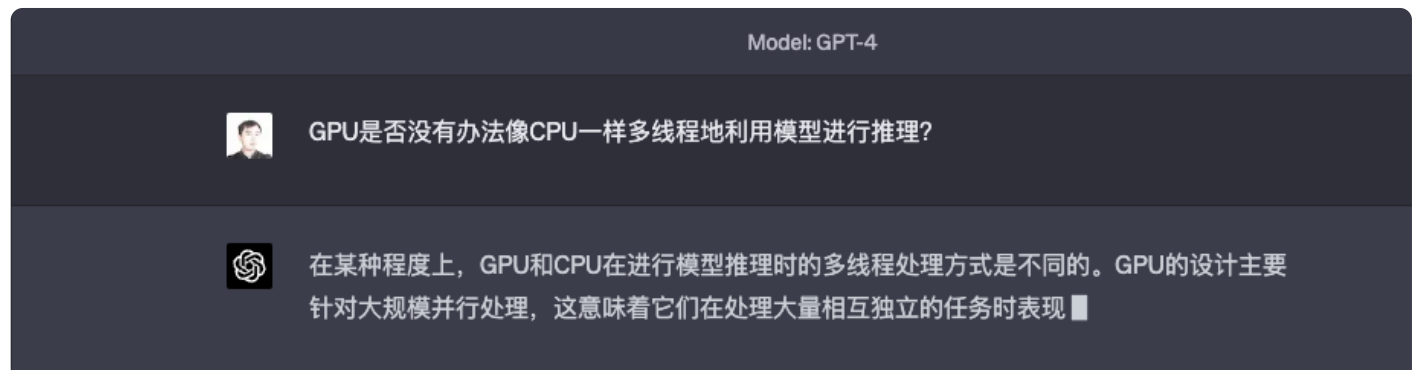 Model: GPT-4
GPU是否没有办法像CPU一样多线程地利用模型进行推理?
在某种程度上，GPU和CPU在进行模型推理时的多线程处理方式是不同的。GPU的设计主要
针对大规模并行处理，这意味着它们在处理大量相互独立的任务时表现